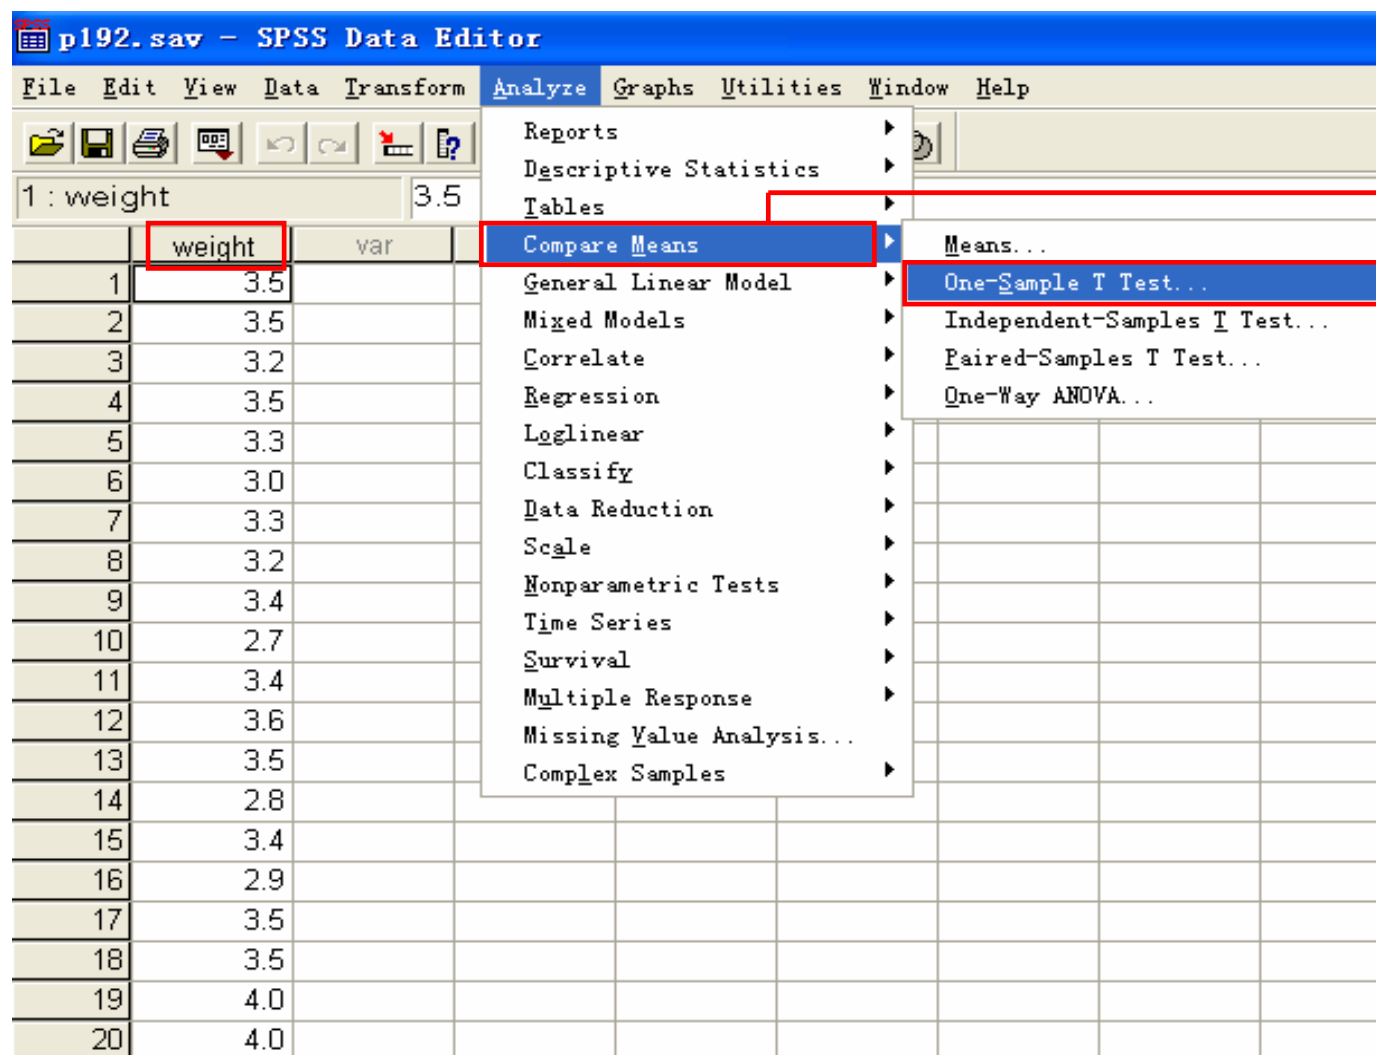 SPSS
p192.sav - SPSS Data Editor
File Edit View Data Transform Analyze Graphs Utilities Window Help
1 : weight 3.5
weight var
1 3.5
2 3.5
3 3.2
4 3.5
5 3.3
6 3.0
7 3.3
8 3.2
9 3.4
10 2.7
11 3.4
12 3.6
13 3.5
14 2.8
15 3.4
16 2.9
17 3.5
18 3.5
19 4.0
20 4.0
Reports
Descriptive Statistics
Tables
Compare Means
General Linear Model
Mixed Models
Correlate
Regression
Loglinear
Classify
Data Reduction
Scale
Nonparametric Tests
Time Series
Survival
Multiple Response
Missing Value Analysis...
Complex Samples
Means...
One-Sample T Test...
Independent-Samples T Test...
Paired-Samples T Test...
One-Way ANOVA...